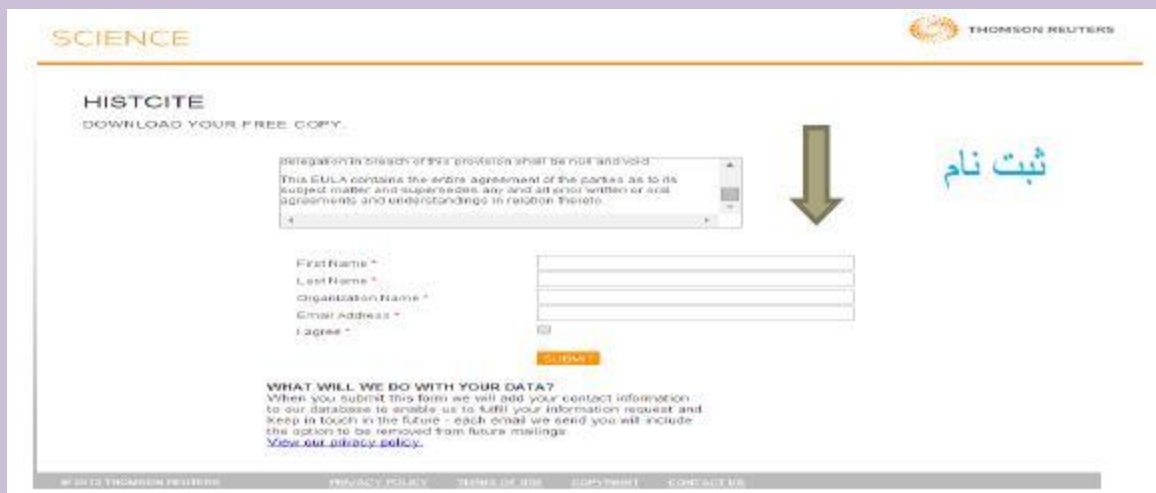 SCIENCE
THOMSON REUTERS
HISTCITE
DOWNLOAD YOUR FREE COPY.
ثبت نام
delegation in breach of this provision shall be null and void
This EULA contains the entire agreement of the parties as to its
subject matter and supersedes any and all prior written or oral
agreements and understandings in relation thereto.
First Name *
Last Name *
Organization Name *
Email Address *
I agree *
SUBMIT
WHAT WILL WE DO WITH YOUR DATA?
When you submit this form we will add your contact information
to our database to enable us to fulfill your information request and
keep in touch in the future - each email we send you will include
the option to be removed from future mailings
View our privacy policy.
THOMSON REUTERS PRIVACY POLICY TERMS OF USE COPYRIGHT CONTACT US